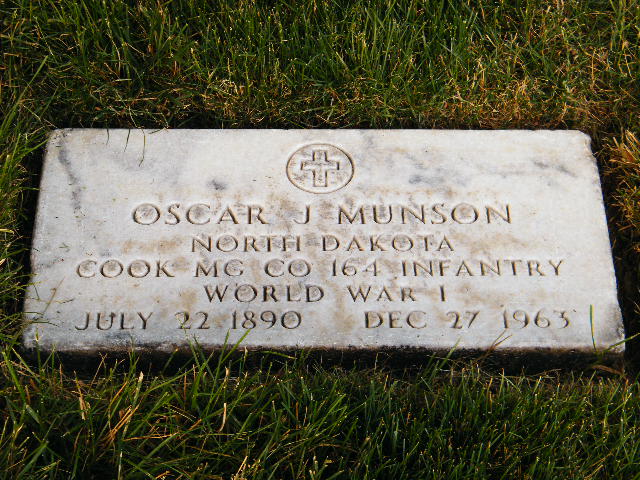 OSCAR J MUNSON
NORTH DAKOTA
COOK MG CO 164 INFANTRY
WORLD WAR I
JULY 22 1890 DEC 27 1963